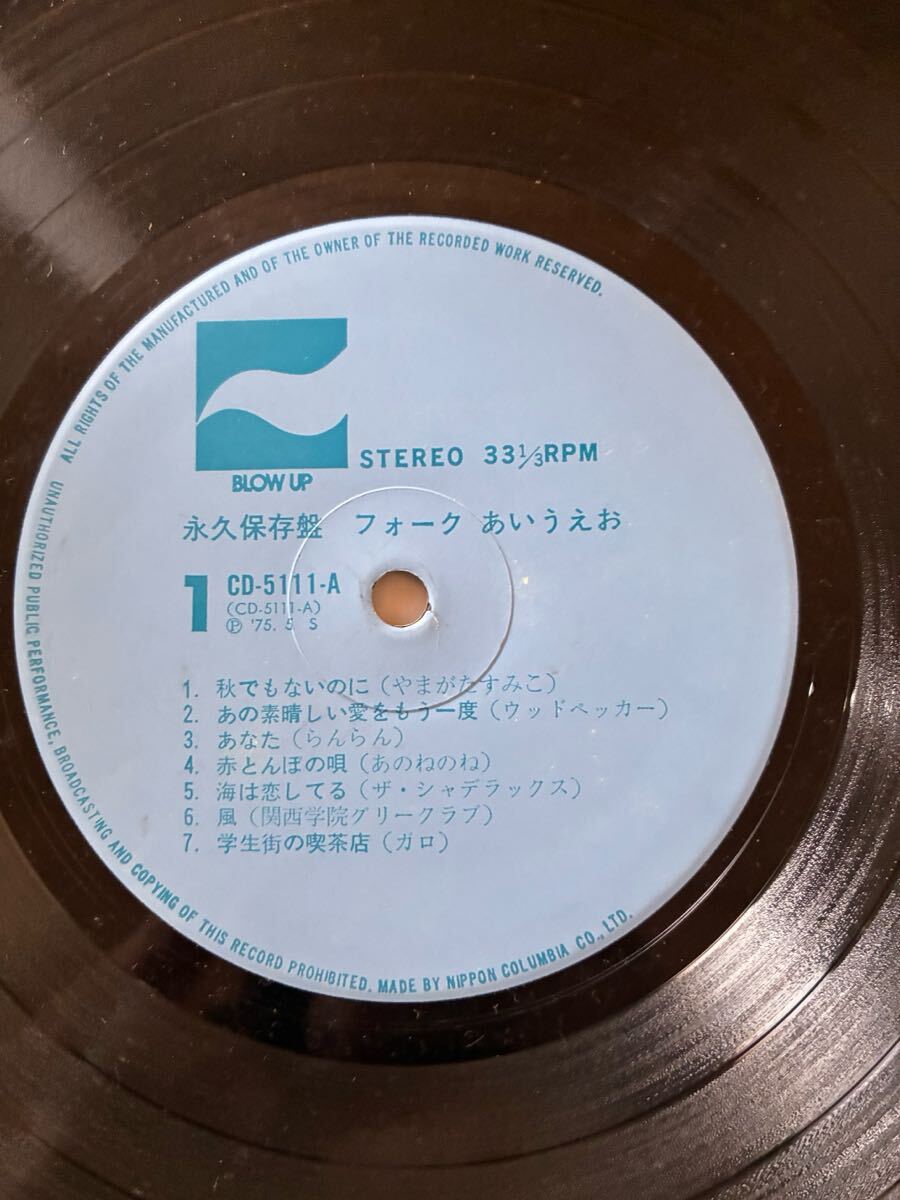 ALL RIGHTS OF THE MANUFACTURED AND OF THE OWNER OF THE RECORDED WORK RESERVED.
BLOW UP
STEREO 33 1/3 RPM
永久保存盤 フォーク あいうえお
1
CD-5111-A
(CD-5111-A)
Ⓟ '75. 5 S
1. 秋でもないのに(やまがたすみこ)
2. あの素晴しい愛をもう一度(ウッドペッカー)
3. あなた(らんらん)
4. 赤とんぼの唄(あのねのね)
5. 海は恋してる(ザ・シャデラックス)
6. 風(関西学院グリークラブ)
7. 学生街の喫茶店(ガロ)
UNAUTHORIZED PUBLIC PERFORMANCE, BROADCASTING AND COPYING OF THIS RECORD PROHIBITED. MADE BY NIPPON COLUMBIA CO., LTD.